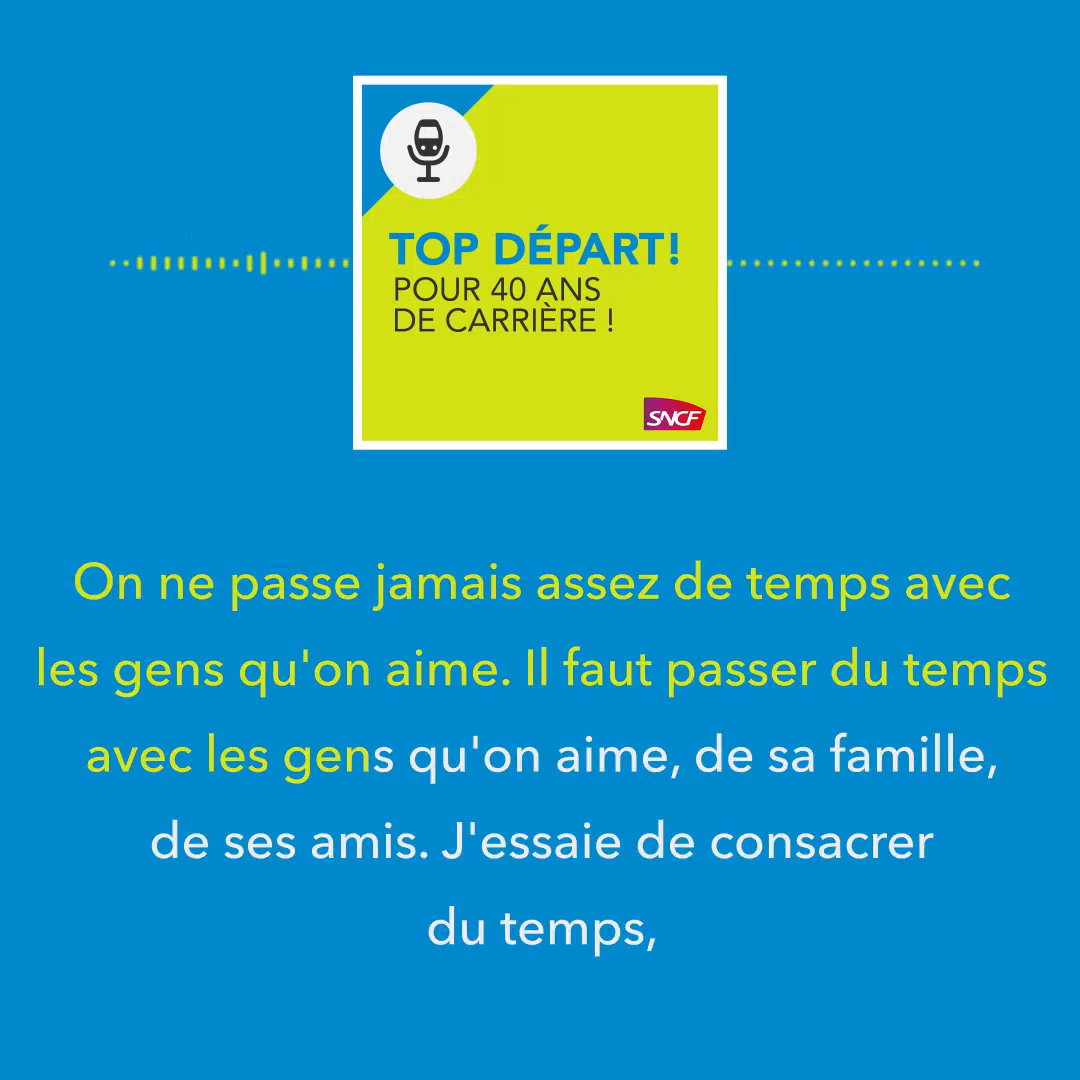 TOP DÉPART!
POUR 40 ANS
DE CARRIÈRE !
SNCF
On ne passe jamais assez de temps avec
les gens qu'on aime. Il faut passer du temps
avec les gens qu'on aime, de sa famille,
de ses amis. J'essaie de consacrer
du temps,